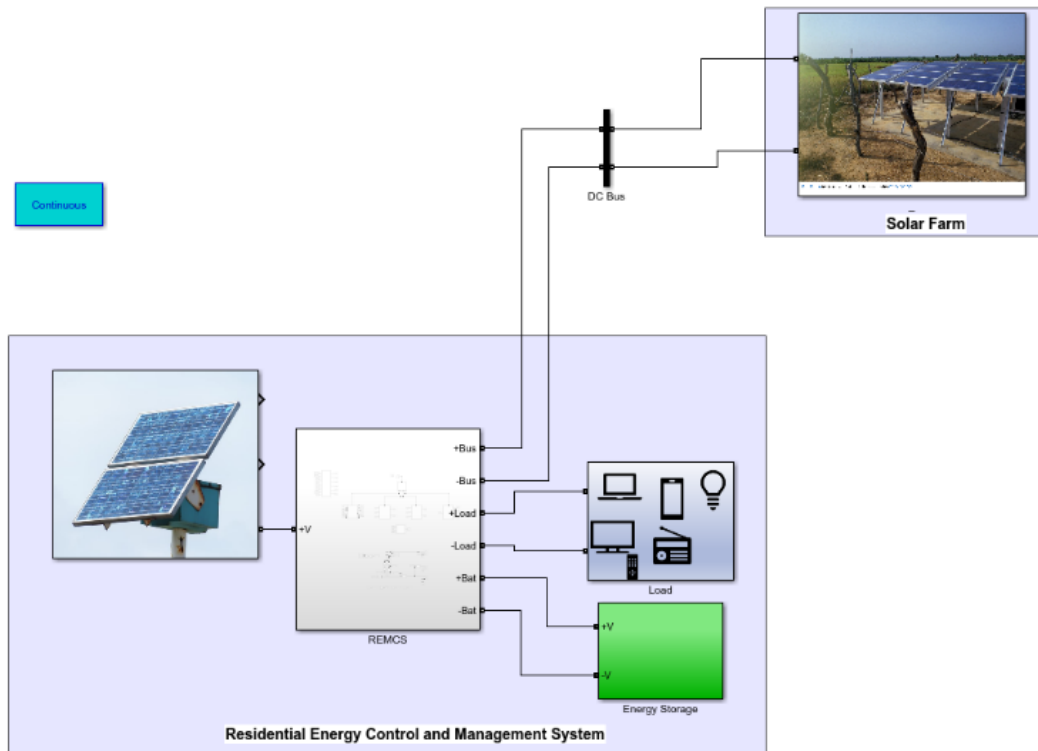 DC Bus
Solar Farm
Continuous
+Bus
-Bus
+Load
-Load
+Bat
-Bat
+V
REMCS
Load
+V
-V
Energy Storage
Residential Energy Control and Management System